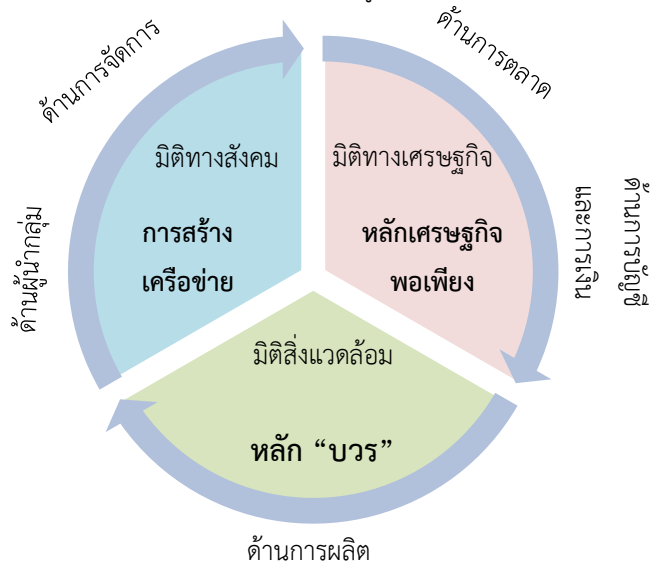 ด้านการจัดการ
ด้านการตลาด
มิติทางสังคม
การสร้าง
เครือข่าย
มิติทางเศรษฐกิจ
หลักเศรษฐกิจ
พอเพียง
ด้านการบัญชี
และการเงิน
ด้านผู้นำกลุ่ม
มิติสิ่งแวดล้อม
หลัก “บวร”
ด้านการผลิต